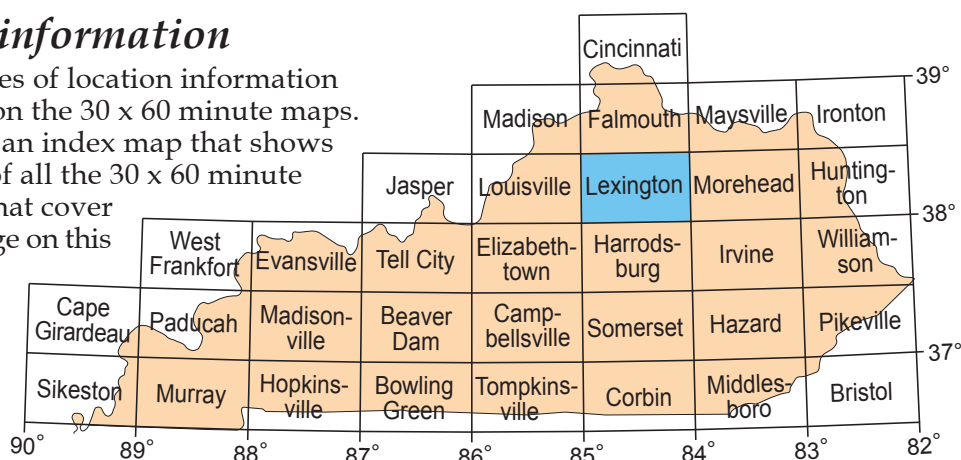 information
es of location information
on the 30 x 60 minute maps.
an index map that shows
of all the 30 x 60 minute
hat cover
ge on this
Cincinnati
39°
Madison Falmouth Maysville Ironton
Jasper Louisville Lexington Morehead Hunting-
ton
38°
West
Frankfort Evansville Tell City Elizabeth-
town Harrods-
burg Irvine William-
son
Cape
Girardeau Paducah Madison-
ville Beaver
Dam Camp-
bellsville Somerset Hazard Pikeville
37°
Sikeston Murray Hopkins-
ville Bowling
Green Tompkins-
ville Corbin Middles-
boro Bristol
90° 89° 88° 87° 86° 85° 84° 83° 82°